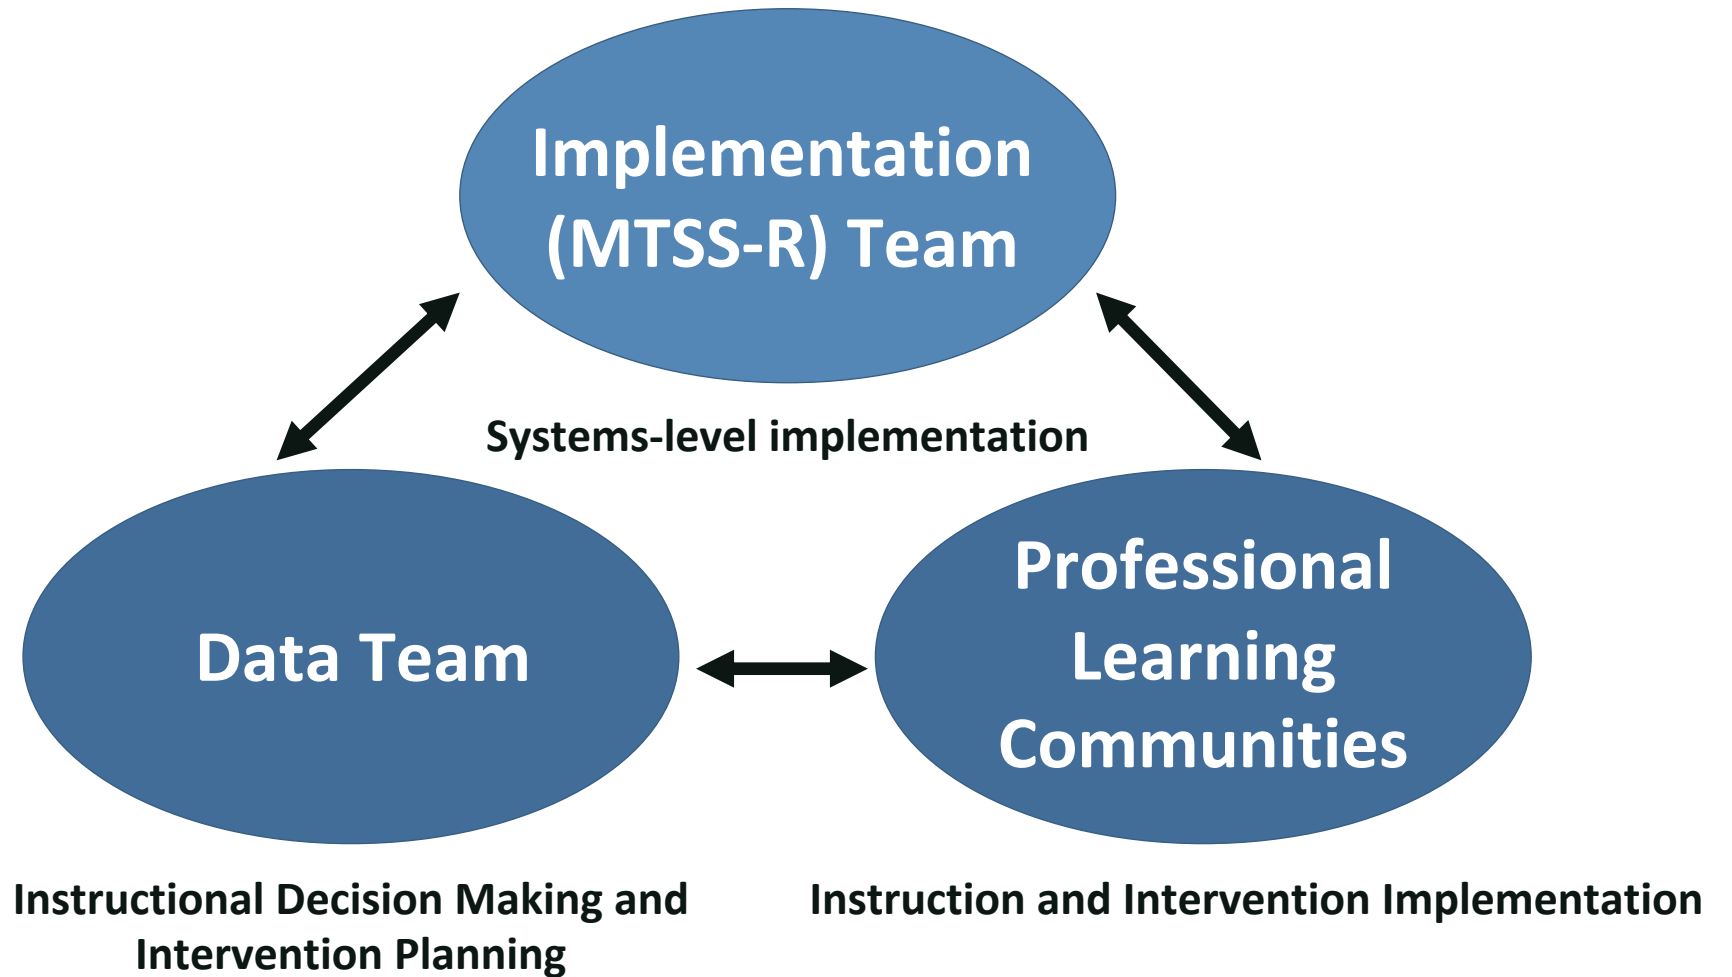 Implementation
(MTSS-R) Team
Systems-level implementation
Data Team
Professional
Learning
Communities
Instructional Decision Making and
Intervention Planning
Instruction and Intervention Implementation